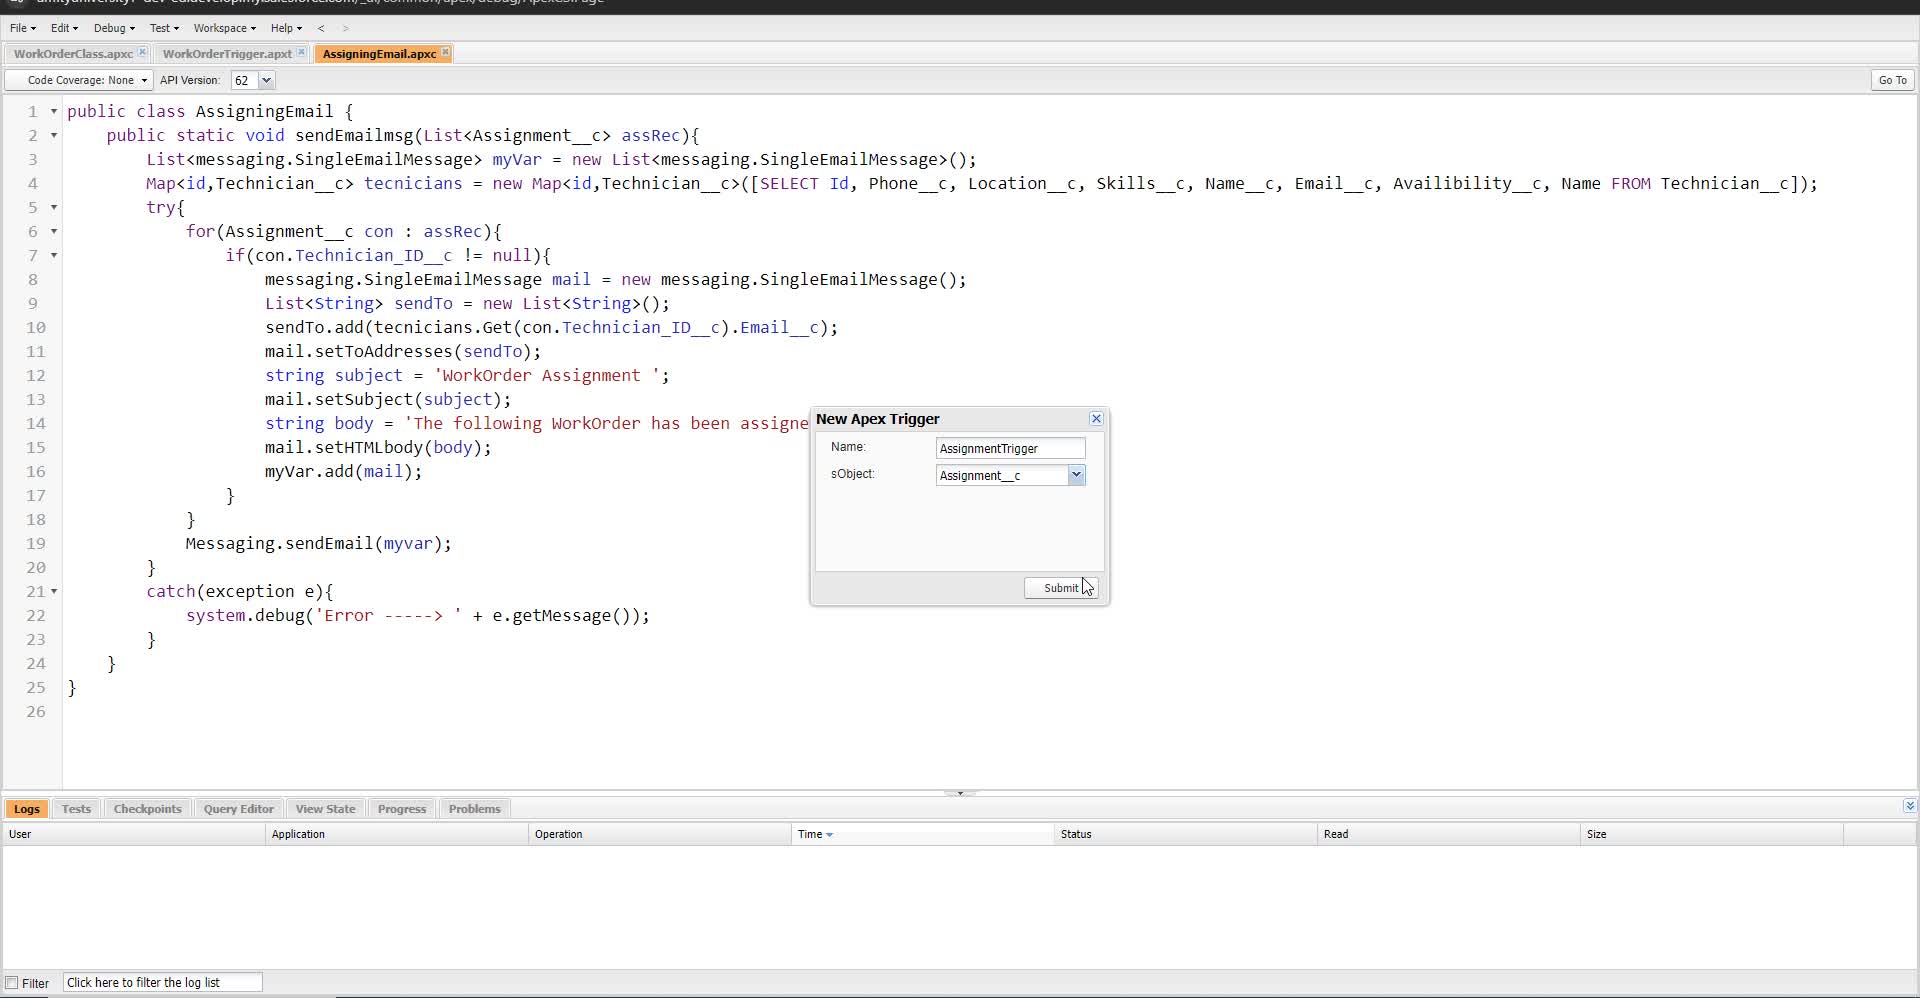 File Edit Debug Test Workspace Help < >
WorkOrderClass.apxc WorkOrderTrigger.apxt AssigningEmail.apxc
Code Coverage: None API Version: 62 Go To
1 public class AssigningEmail {
2 public static void sendEmailmsg(List<Assignment__c> assRec){
3 List<messaging.SingleEmailMessage> myVar = new List<messaging.SingleEmailMessage>();
4 Map<id,Technician__c> tecnicians = new Map<id,Technician__c>([SELECT Id, Phone__c, Location__c, Skills__c, Name__c, Email__c, Availibility__c, Name FROM Technician__c]);
5 try{
6 for(Assignment__c con : assRec){
7 if(con.Technician_ID__c != null){
8 messaging.SingleEmailMessage mail = new messaging.SingleEmailMessage();
9 List<String> sendTo = new List<String>();
10 sendTo.add(tecnicians.Get(con.Technician_ID__c).Email__c);
11 mail.setToAddresses(sendTo);
12 string subject = 'WorkOrder Assignment ';
13 mail.setSubject(subject);
14 string body = 'The following WorkOrder has been assigne
15 mail.setHTMLbody(body);
16 myVar.add(mail);
17 }
18 }
19 Messaging.sendEmail(myvar);
20 }
21 catch(exception e){
22 system.debug('Error -----> ' + e.getMessage());
23 }
24 }
25 }
26
New Apex Trigger
Name: AssignmentTrigger
sObject: Assignment__c
Submit
Logs Tests Checkpoints Query Editor View State Progress Problems
User Application Operation Time Status Read Size
Filter Click here to filter the log list